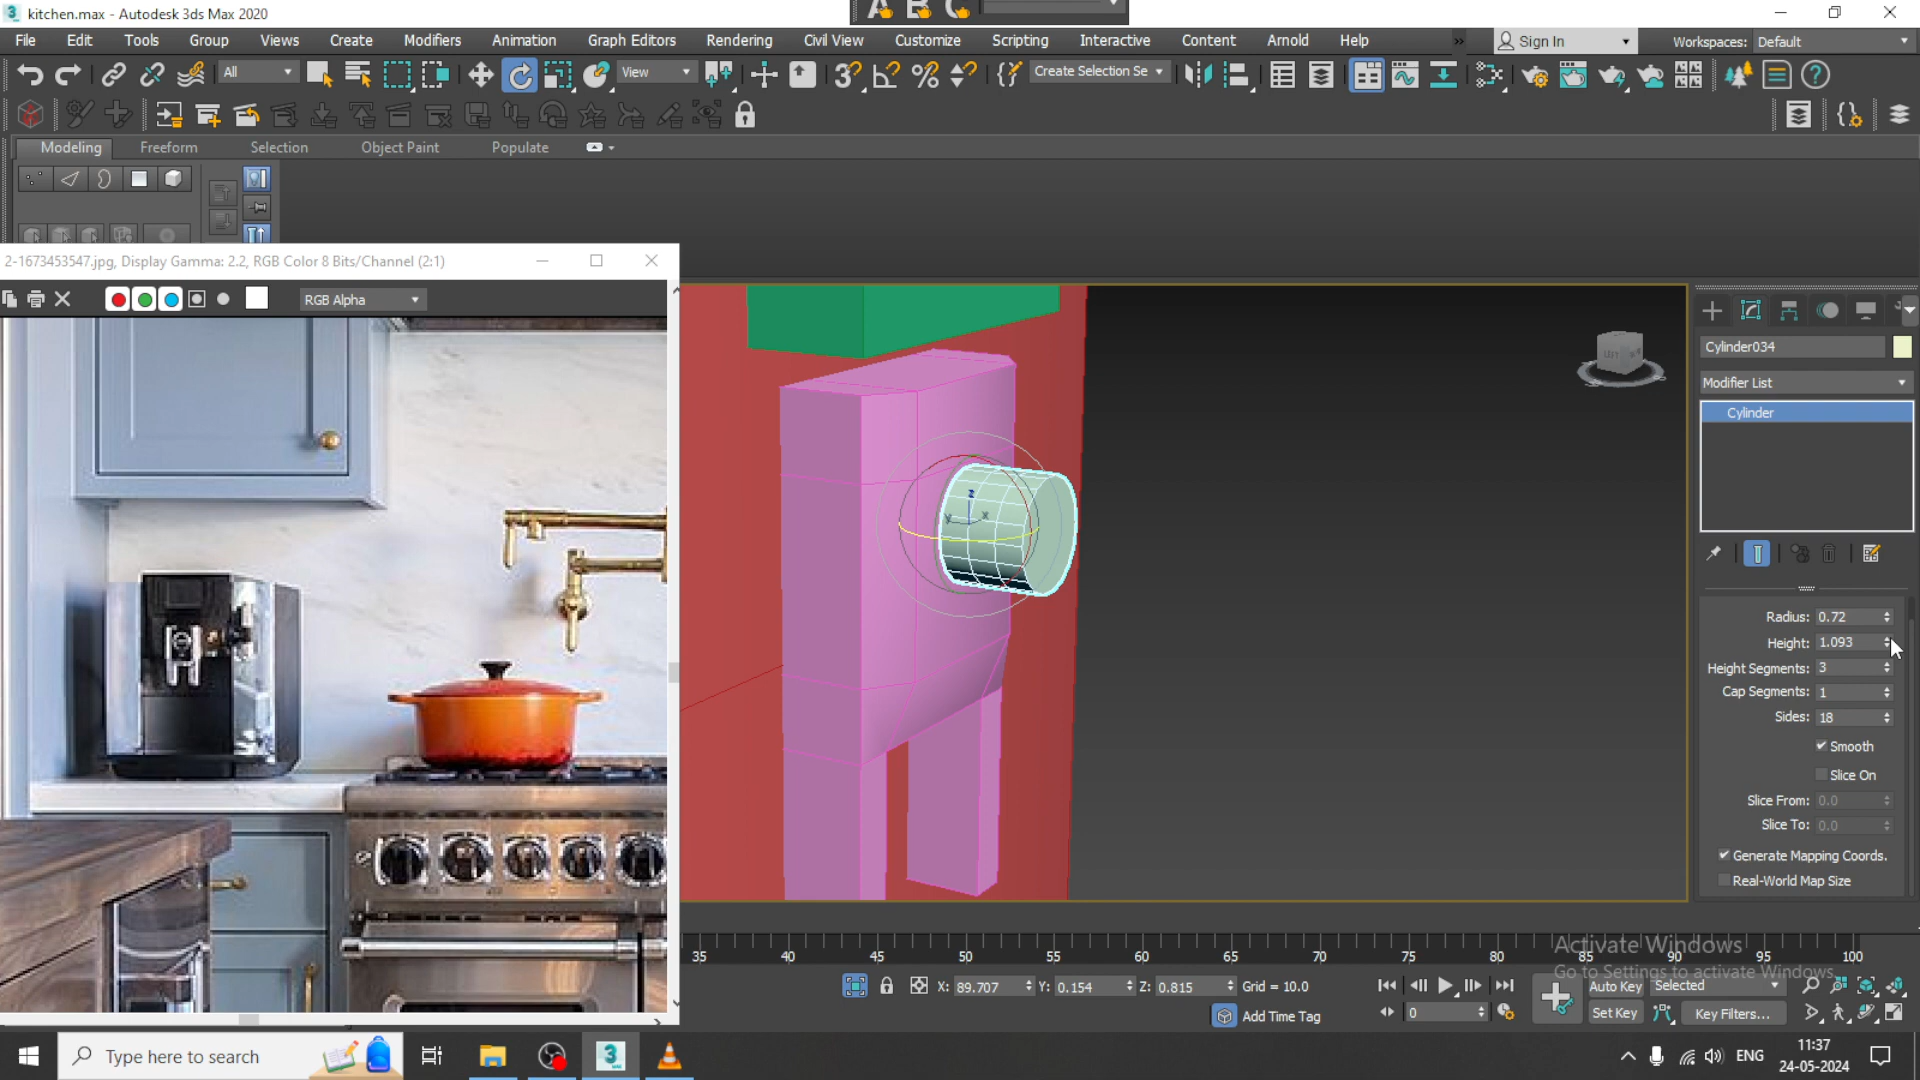 kitchen.max - Autodesk 3ds Max 2020
File Edit Tools Group Views Create Modifiers Animation Graph Editors Rendering Civil View Customize Scripting Interactive Content Arnold Help
Sign In
Workspaces: Default
All
View
Create Selection Se
Modeling Freeform Selection Object Paint Populate
2-1673453547.jpg, Display Gamma: 2.2, RGB Color 8 Bits/Channel (2:1)
RGB Alpha
z
y
x
Cylinder034
Modifier List
Cylinder
Radius: 0.72
Height: 1.093
Height Segments: 3
Cap Segments: 1
Sides: 18
Smooth
Slice On
Slice From: 0.0
Slice To: 0.0
Generate Mapping Coords.
Real-World Map Size
35 40 45 50 55 60 65 70 75 80 85 90 95 100
Activate Windows
Go to Settings to activate Windows.
X: 89.707 Y: 0.154 Z: 0.815 Grid = 10.0
Auto Key Selected
Add Time Tag
0
Set Key Key Filters...
Type here to search
ENG
11:37
24-05-2024